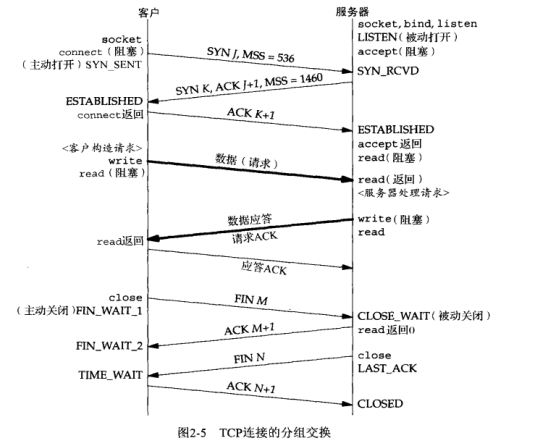 客户
服务器
socket, bind, listen
socket
LISTEN(被动打开)
connect(阻塞)
accept(阻塞)
(主动打开) SYN_SENT
SYN J, MSS = 536
SYN_RCVD
SYN K, ACK J+1, MSS = 1460
ESTABLISHED
connect返回
ACK K+1
ESTABLISHED
accept返回
read(阻塞)
<客户构造请求>
write
read(阻塞)
数据(请求)
read(返回)
<服务器处理请求>
write(阻塞)
read
数据应答
请求ACK
read返回
应答ACK
close
(主动关闭)FIN_WAIT_1
FIN M
CLOSE_WAIT(被动关闭)
read返回0
ACK M+1
FIN_WAIT_2
close
FIN N
LAST_ACK
TIME_WAIT
ACK N+1
CLOSED
图2-5 TCP连接的分组交换